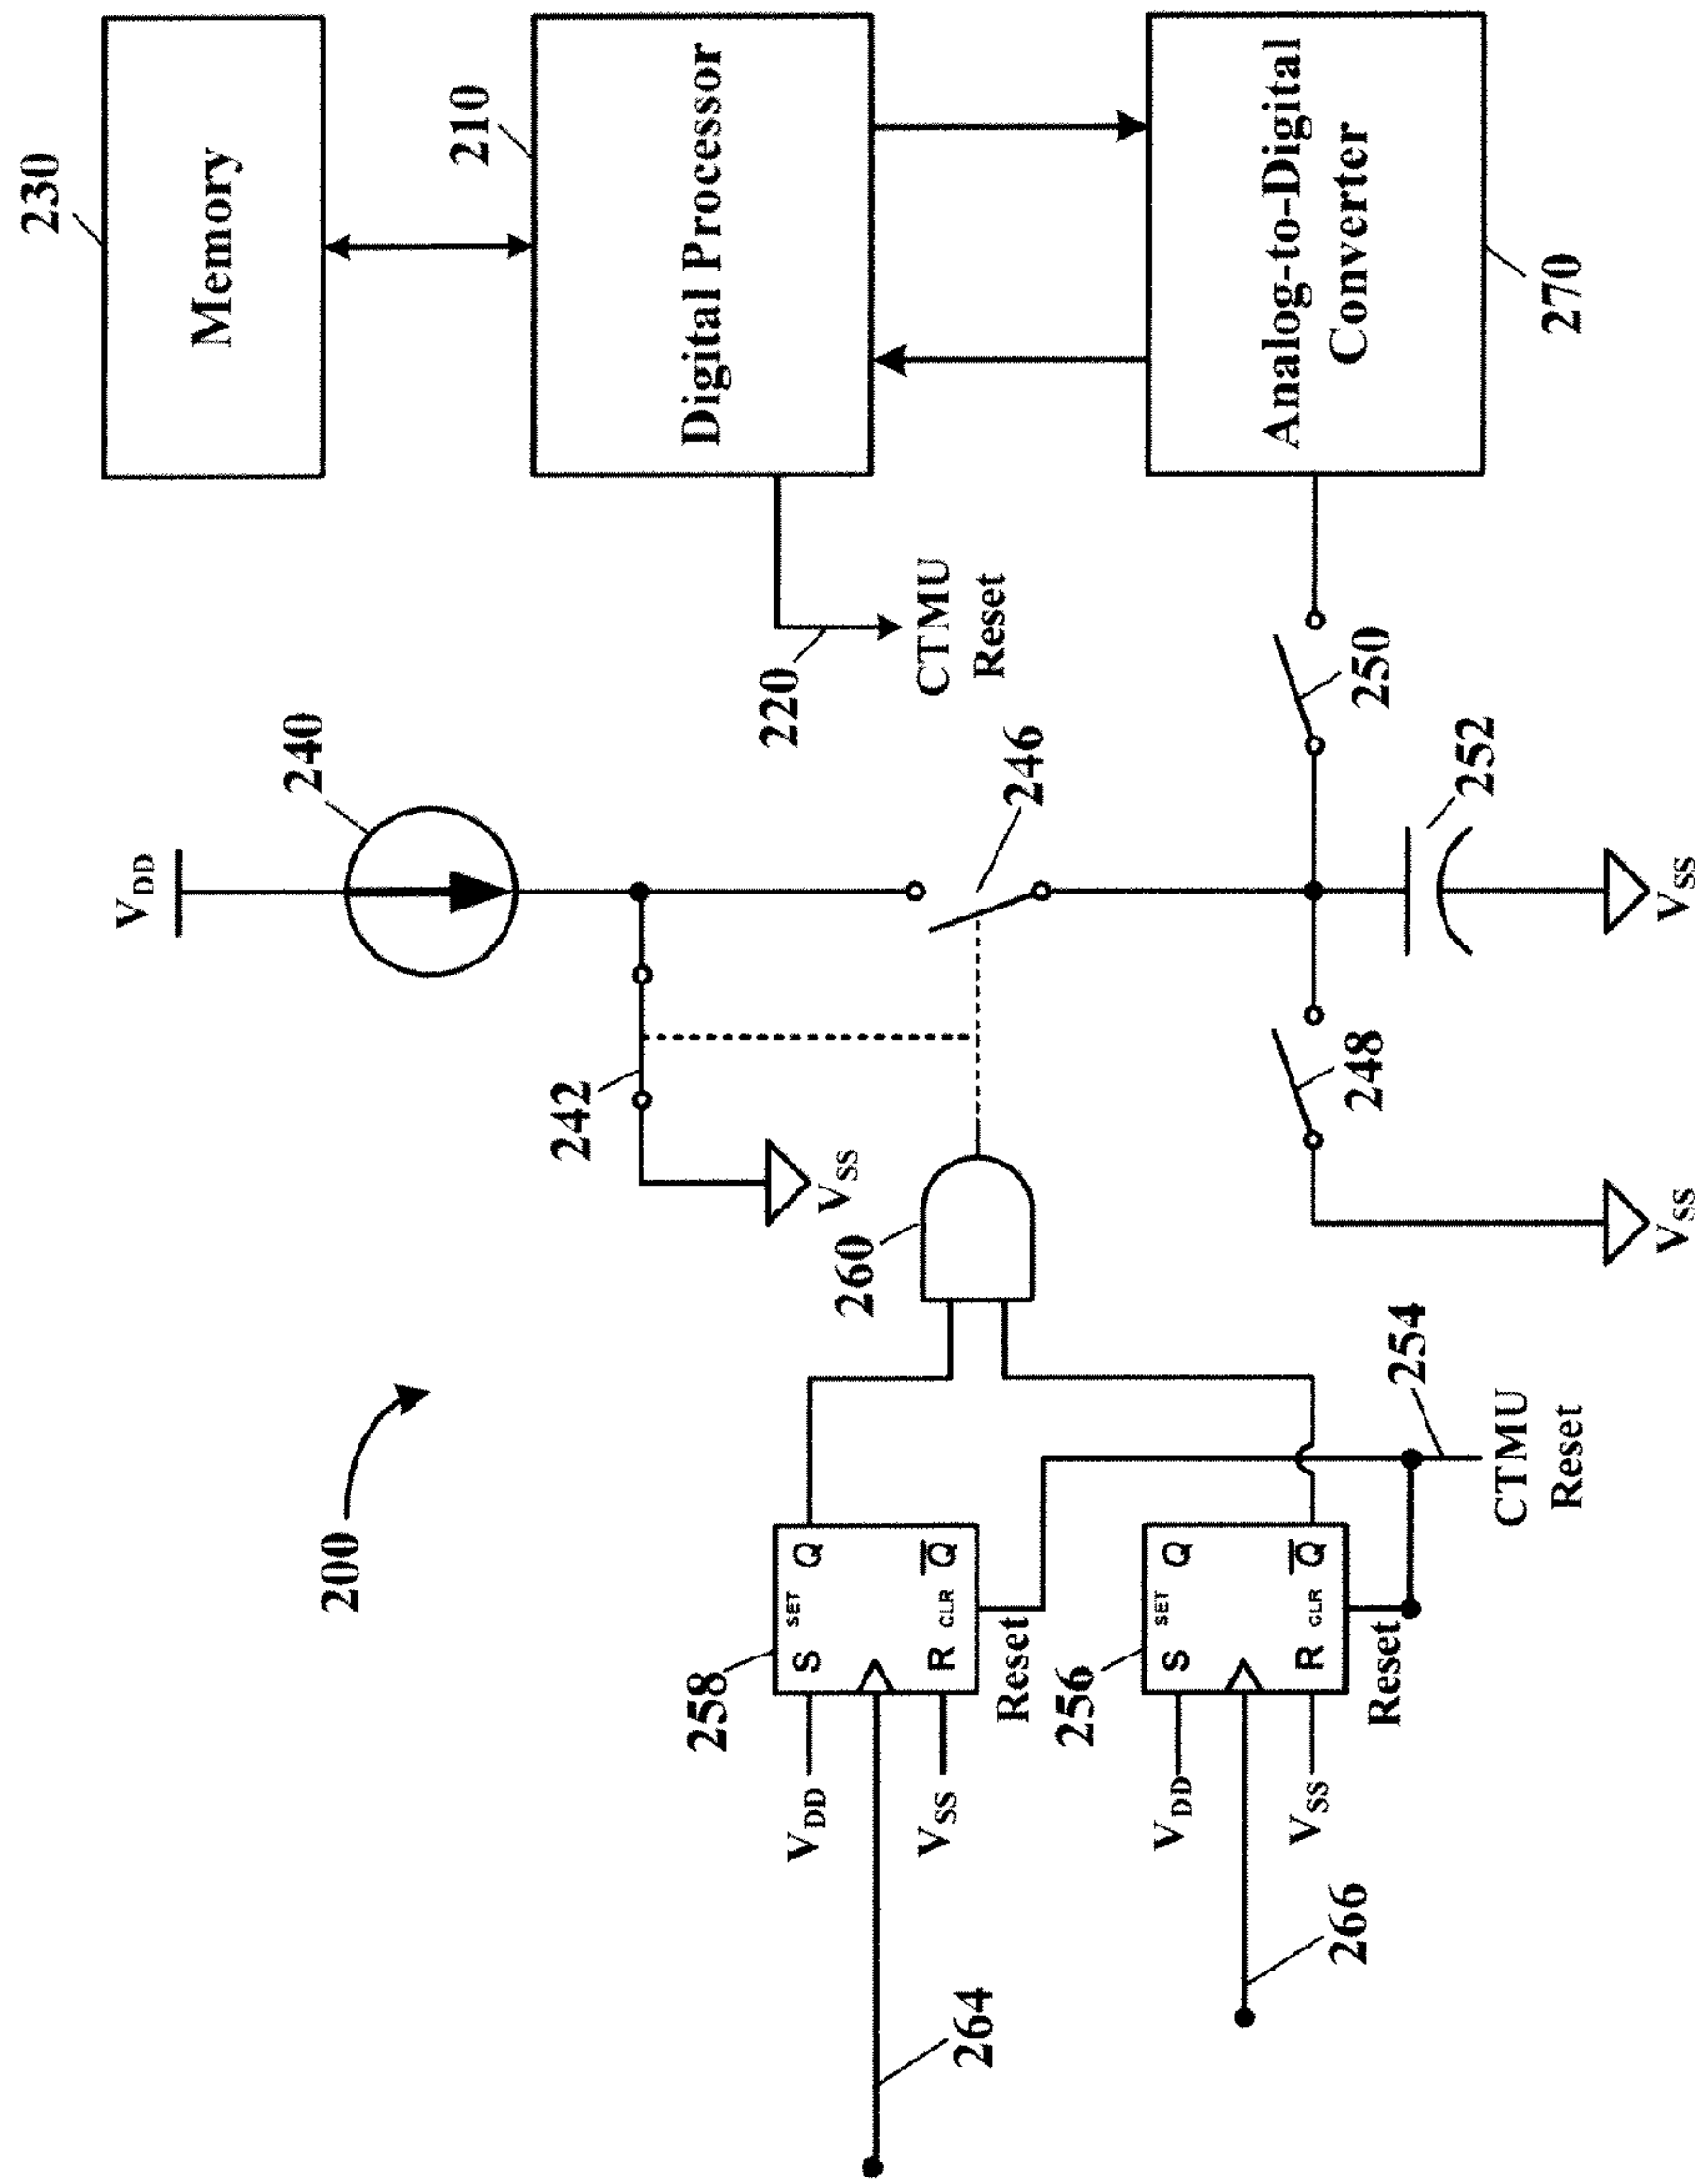 200
264
266
V_DD
V_SS
258
S SET Q
R CLR Q̅
Reset
V_DD
V_SS
256
S SET Q
R CLR Q̅
Reset
254
CTMU
Reset
260
242
V_SS
V_DD
240
246
248
V_SS
252
V_SS
250
220
CTMU
Reset
230
Memory
210
Digital Processor
Analog-to-Digital
Converter
270